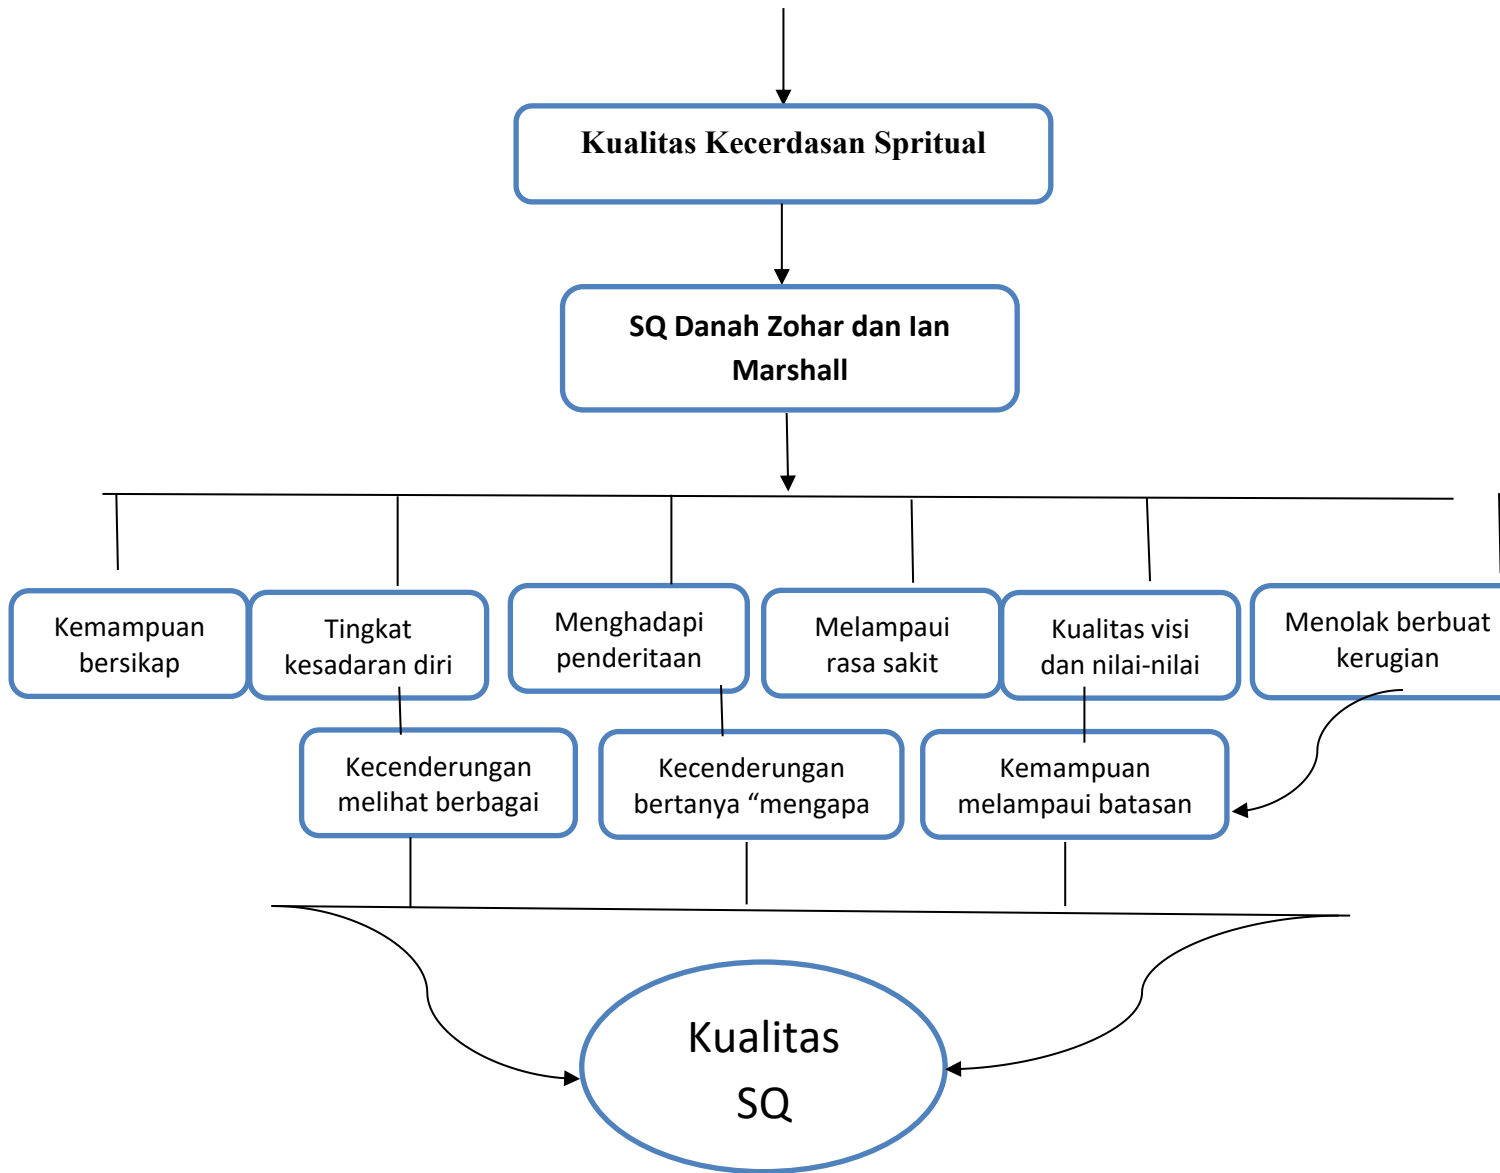 Kualitas Kecerdasan Spritual
SQ Danah Zohar dan Ian
Marshall
Kemampuan
bersikap
Tingkat
kesadaran diri
Menghadapi
penderitaan
Melampaui
rasa sakit
Kualitas visi
dan nilai-nilai
Menolak berbuat
kerugian
Kecenderungan
melihat berbagai
Kecenderungan
bertanya “mengapa
Kemampuan
melampaui batasan
Kualitas
SQ